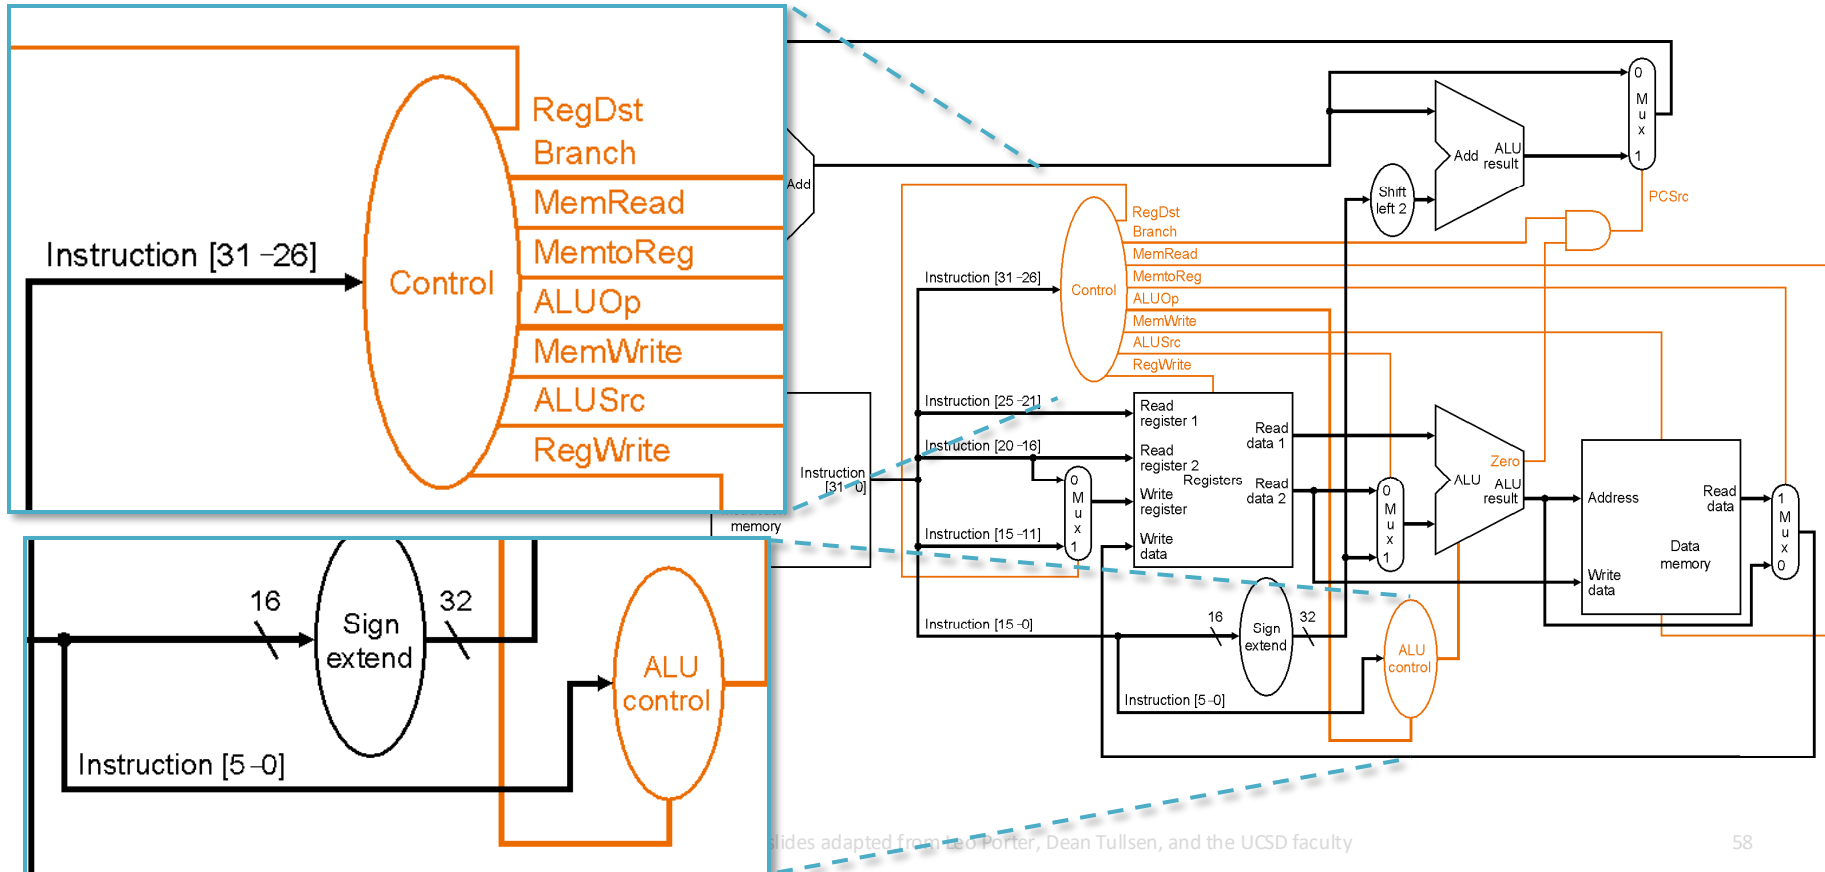 RegDst
Branch
MemRead
Instruction [31 –26]
MemtoReg
Control
ALUOp
MemWrite
ALUSrc
RegWrite
16
32
Sign
extend
ALU
control
Instruction [5 –0]
Add
0
M
u
x
1
Add
ALU
result
Shift
left 2
PCSrc
RegDst
Branch
MemRead
MemtoReg
ALUOp
MemWrite
ALUSrc
RegWrite
Instruction [31 –26]
Control
Instruction [25 –21]
Instruction [20 –16]
Instruction [15 –11]
Instruction [15 –0]
Instruction [5 –0]
Instruction
[31 0]
memory
0
M
u
x
1
Read
register 1
Read
register 2
Registers
Write
register
Write
data
Read
data 1
Read
data 2
0
M
u
x
1
Zero
ALU
ALU
result
Address
Read
data
Data
memory
Write
data
1
M
u
x
0
16
Sign
extend
32
ALU
control
slides adapted from Leo Porter, Dean Tullsen, and the UCSD faculty
58